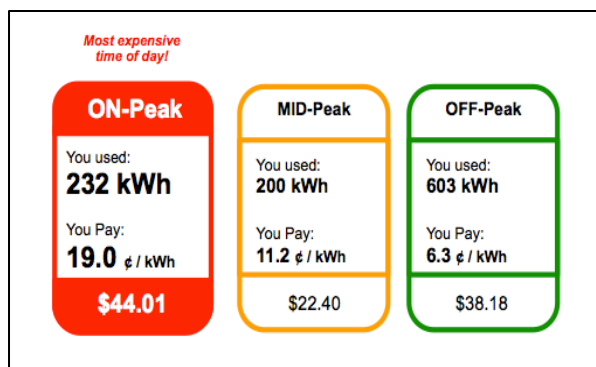 Most expensive
time of day!
ON-Peak
You used:
232 kWh
You Pay:
19.0 ¢ / kWh
$44.01
MID-Peak
You used:
200 kWh
You Pay:
11.2 ¢ / kWh
$22.40
OFF-Peak
You used:
603 kWh
You Pay:
6.3 ¢ / kWh
$38.18